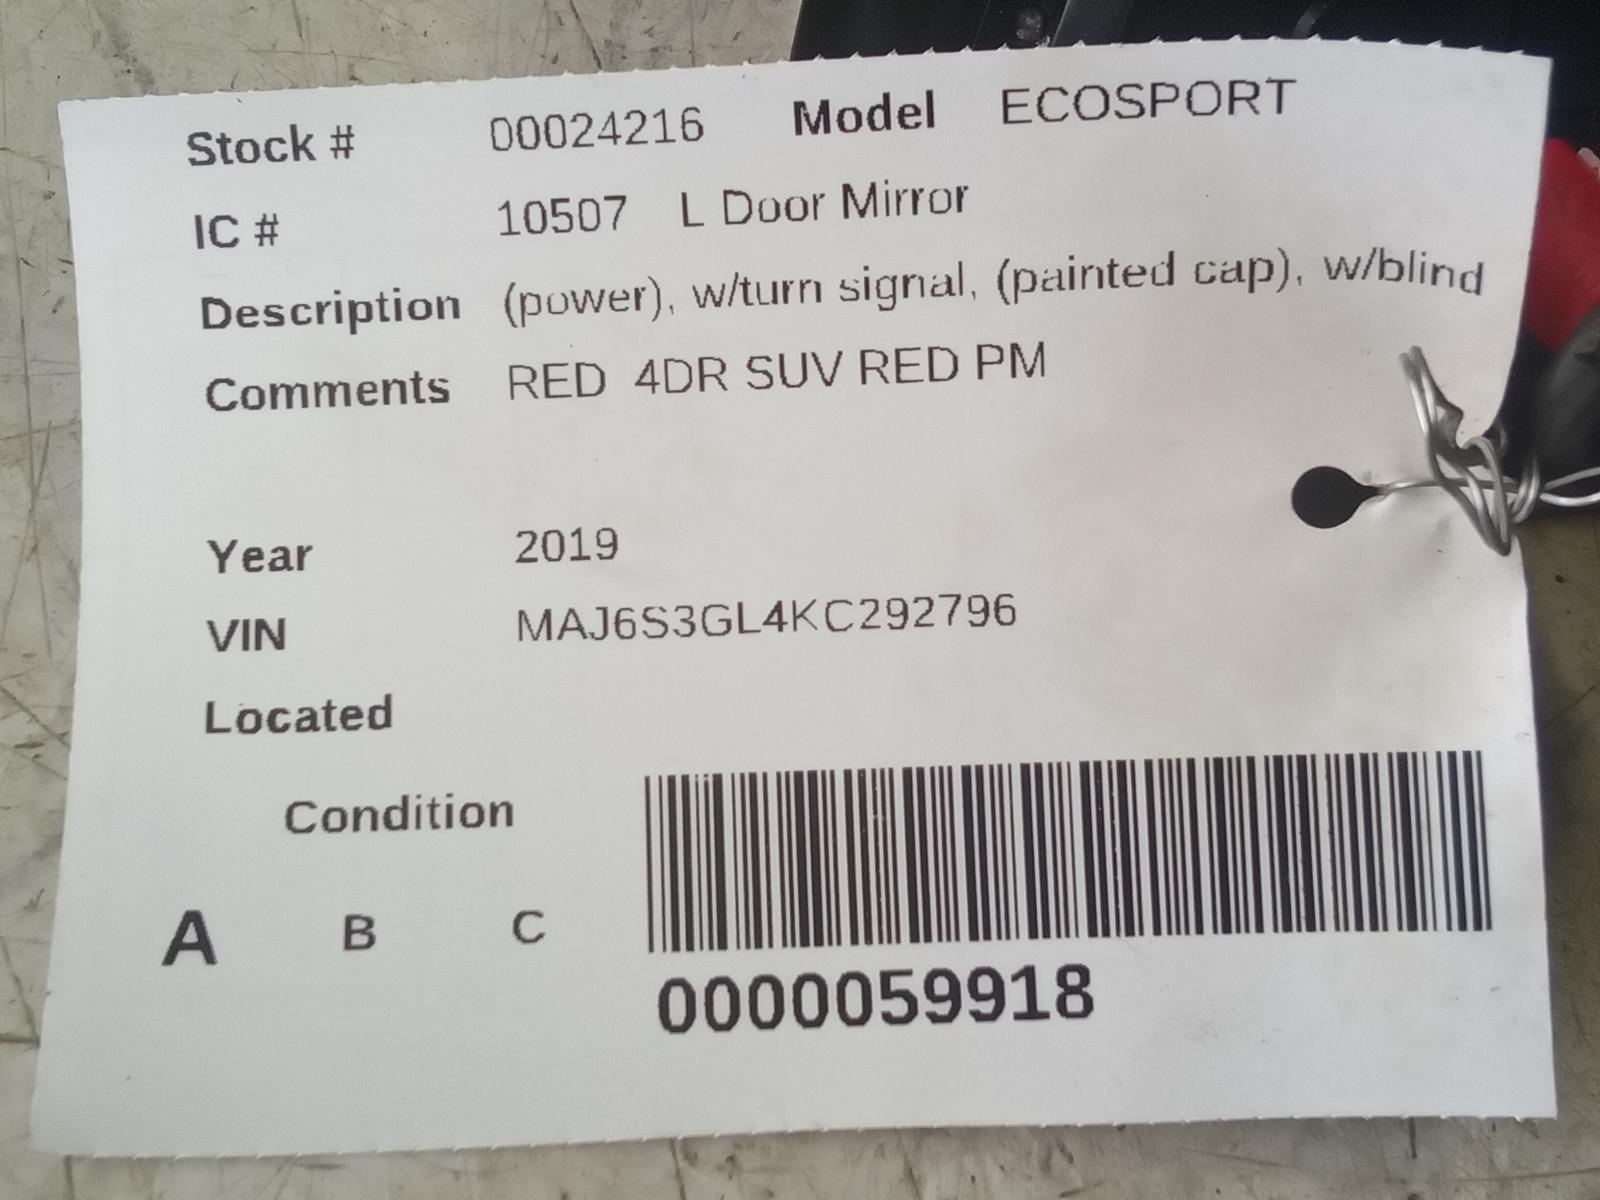 Stock # 00024216 Model ECOSPORT
IC # 10507 L Door Mirror
Description (power), w/turn signal, (painted cap), w/blind
Comments RED 4DR SUV RED PM
Year 2019
VIN MAJ6S3GL4KC292796
Located
Condition
A B C
0000059918